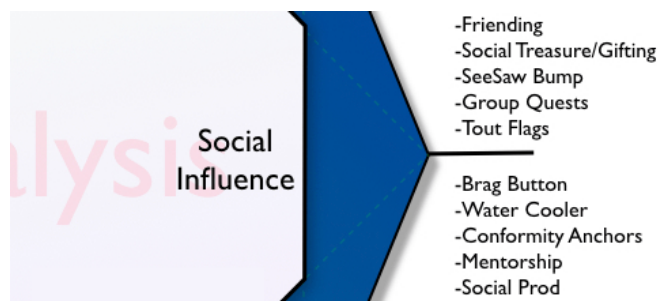 -Friending
-Social Treasure/Gifting
-SeeSaw Bump
-Group Quests
-Tout Flags
alysis
Social
Influence
-Brag Button
-Water Cooler
-Conformity Anchors
-Mentorship
-Social Prod